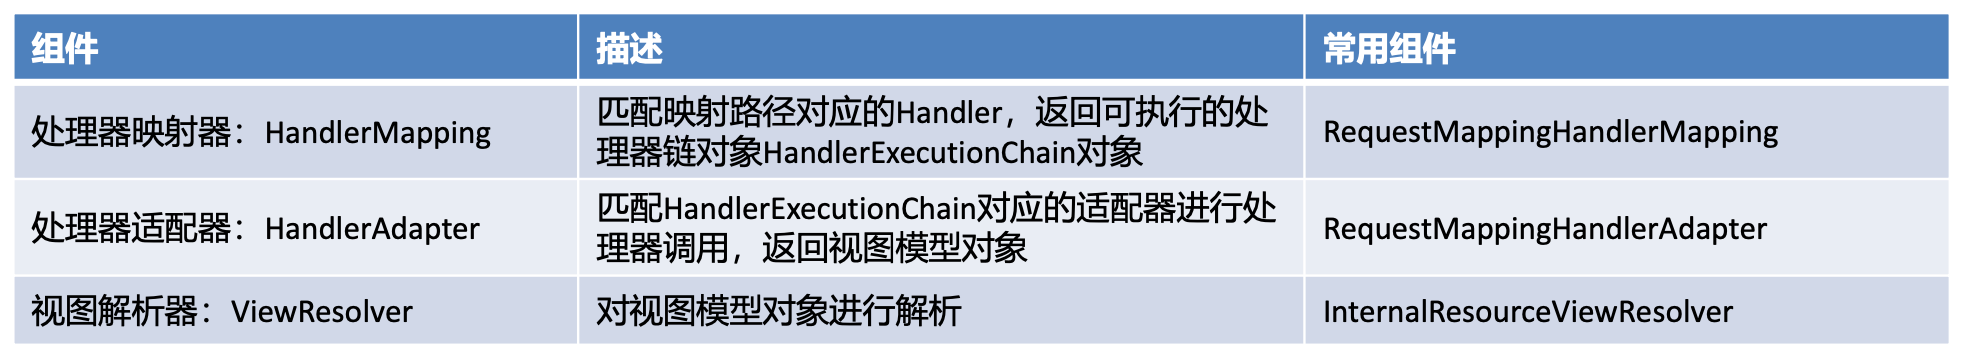 组件
描述
常用组件
处理器映射器：HandlerMapping
匹配映射路径对应的Handler，返回可执行的处
理器链对象HandlerExecutionChain对象
RequestMappingHandlerMapping
处理器适配器：HandlerAdapter
匹配HandlerExecutionChain对应的适配器进行处
理器调用，返回视图模型对象
RequestMappingHandlerAdapter
视图解析器：ViewResolver
对视图模型对象进行解析
InternalResourceViewResolver